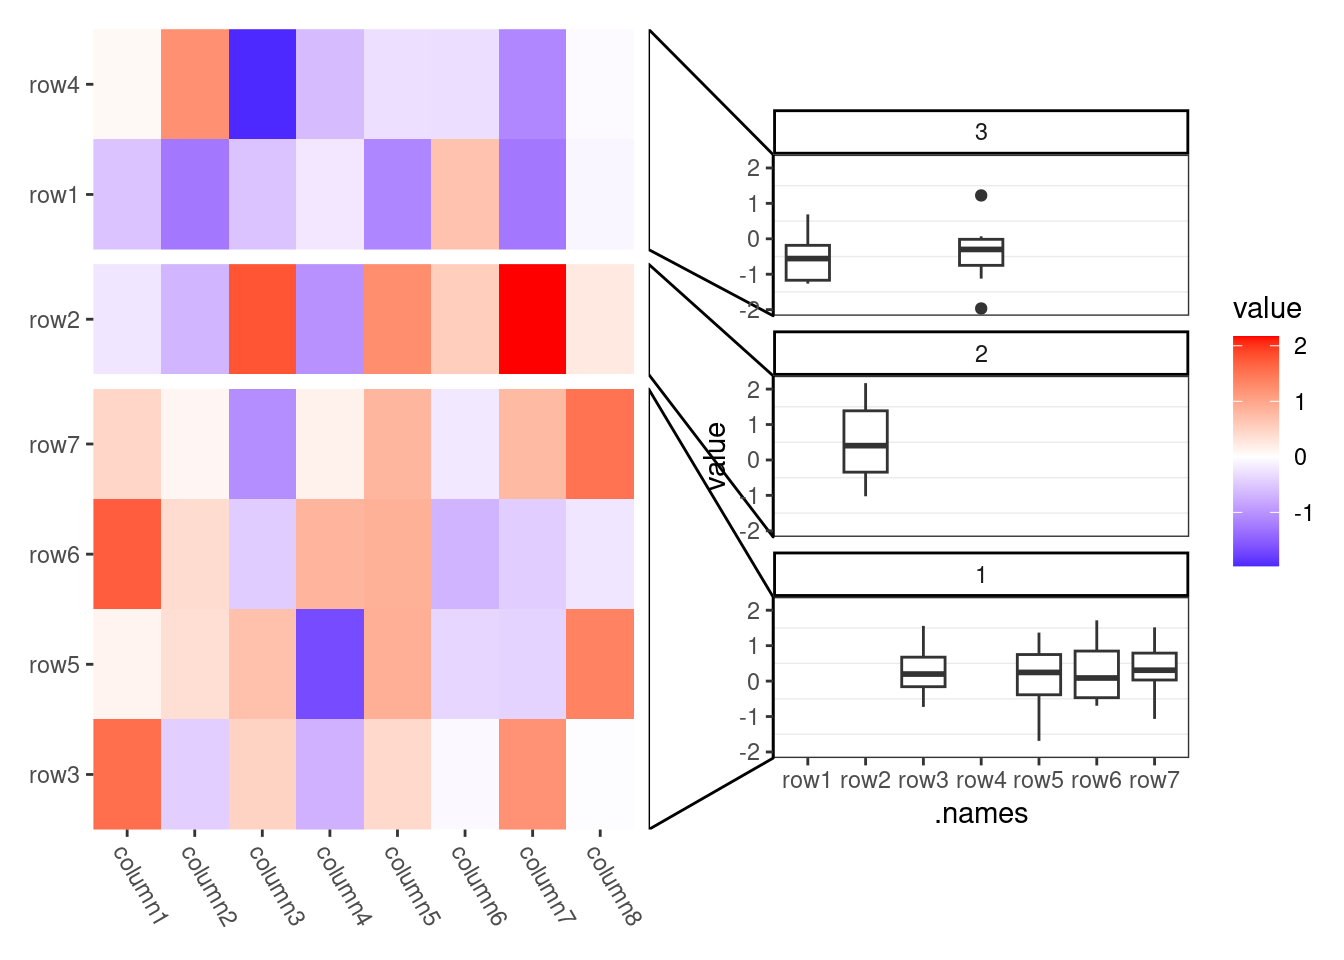 row4
row1
row2
row7
row6
row5
row3
column1
column2
column3
column4
column5
column6
column7
column8
value
3
2
1
0
-1
-2
2
2
1
0
-1
-2
1
2
1
0
-1
-2
row1 row2 row3 row4 row5 row6 row7
.names
value
2
1
0
-1